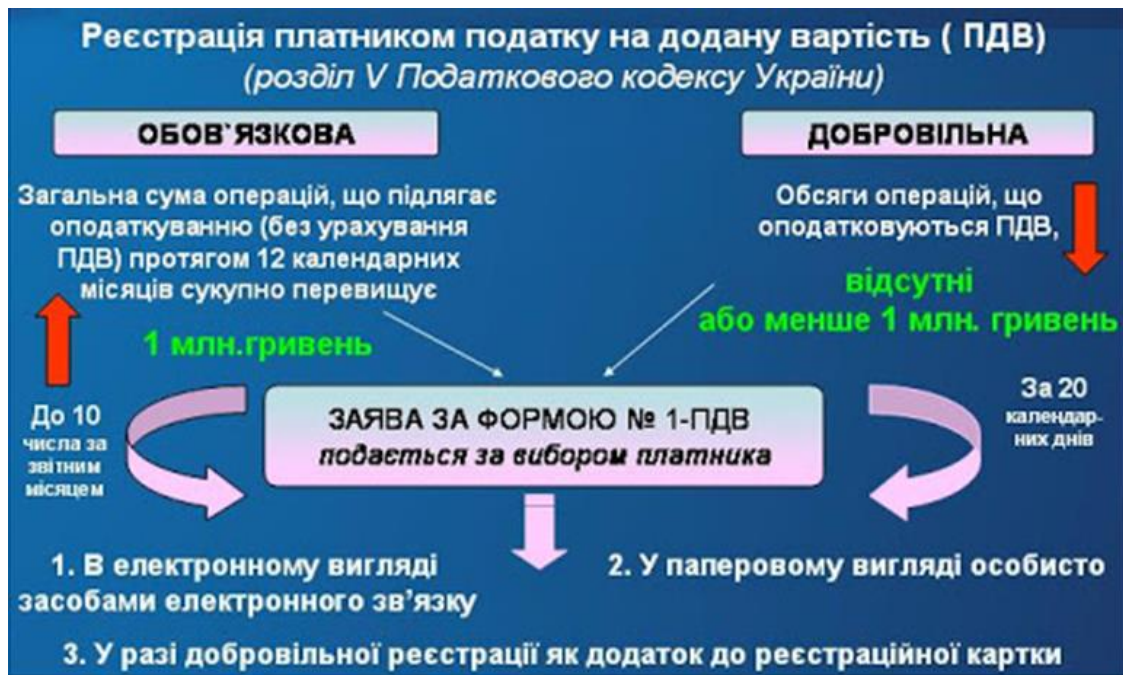 Реєстрація платником податку на додану вартість ( ПДВ)
(розділ V Податкового кодексу України)
ОБОВ`ЯЗКОВА
Загальна сума операцій, що підлягає
оподаткуванню (без урахування
ПДВ) протягом 12 календарних
місяців сукупно перевищує
1 млн.гривень
ДОБРОВІЛЬНА
Обсяги операцій, що
оподатковуються ПДВ,
відсутні
або менше 1 млн. гривень
До 10
числа за
звітним
місяцем
ЗАЯВА ЗА ФОРМОЮ № 1-ПДВ
подається за вибором платника
За 20
календар-
них днів
1. В електронному вигляді
засобами електронного зв’язку
2. У паперовому вигляді особисто
3. У разі добровільної реєстрації як додаток до реєстраційної картки